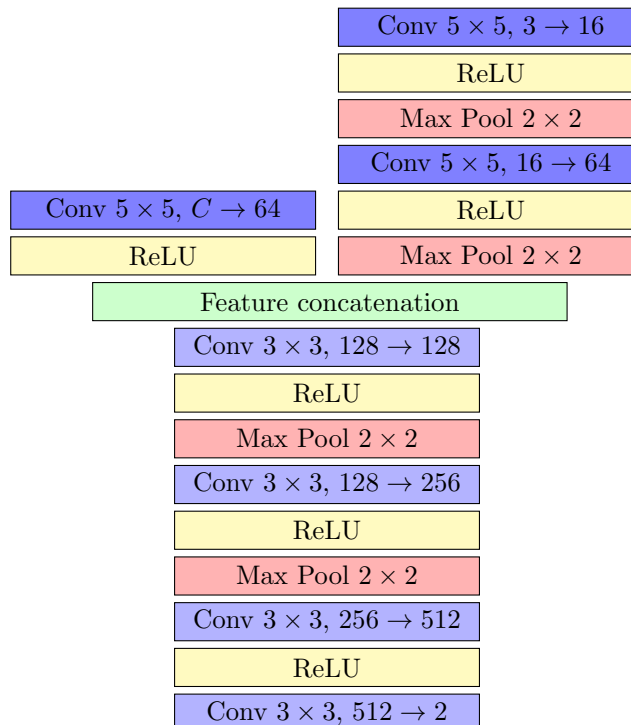 Conv 5 × 5, 3 → 16
ReLU
Max Pool 2 × 2
Conv 5 × 5, 16 → 64
Conv 5 × 5, C → 64
ReLU
ReLU
Max Pool 2 × 2
Feature concatenation
Conv 3 × 3, 128 → 128
ReLU
Max Pool 2 × 2
Conv 3 × 3, 128 → 256
ReLU
Max Pool 2 × 2
Conv 3 × 3, 256 → 512
ReLU
Conv 3 × 3, 512 → 2